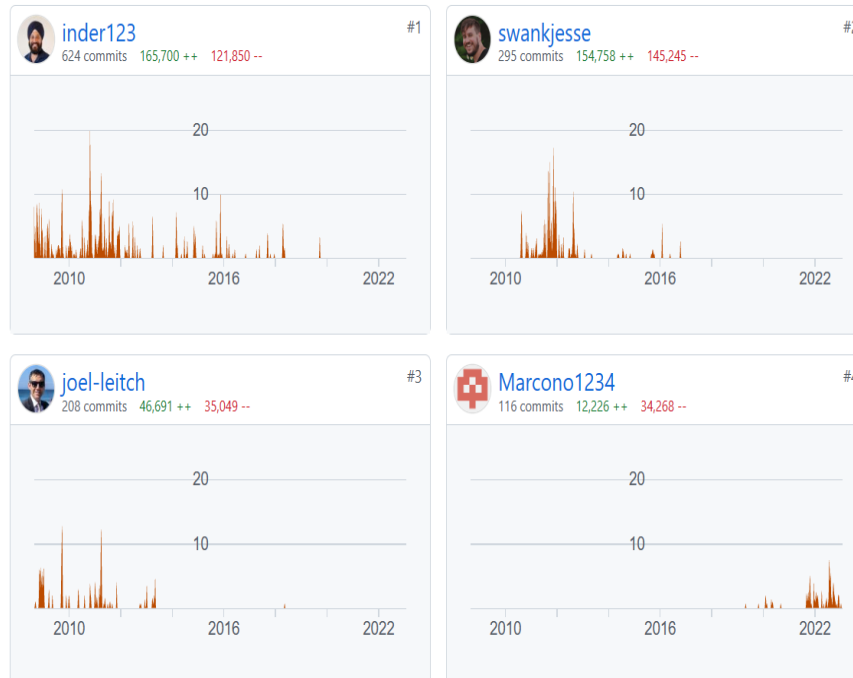 inder123
#1
624 commits 165,700 ++ 121,850 --
20
10
2010 2016 2022
swankjesse
295 commits 154,758 ++ 145,245 --
20
10
2010 2016 2022
joel-leitch
#3
208 commits 46,691 ++ 35,049 --
20
10
2010 2016 2022
Marcono1234
116 commits 12,226 ++ 34,268 --
20
10
2010 2016 2022